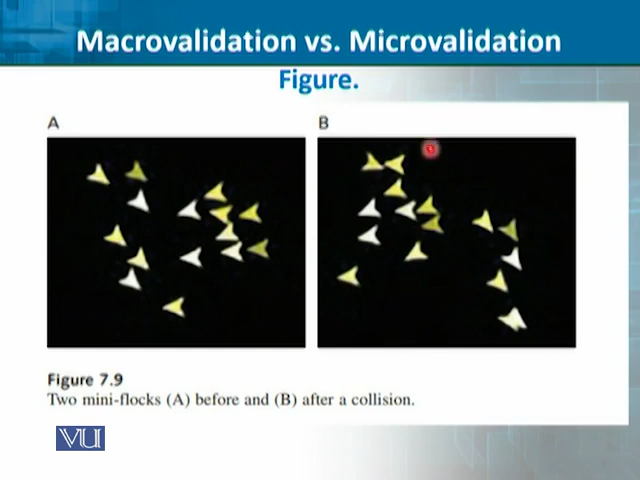 Macrovalidation vs. Microvalidation
Figure.
A
B
Figure 7.9
Two mini-flocks (A) before and (B) after a collision.
VU